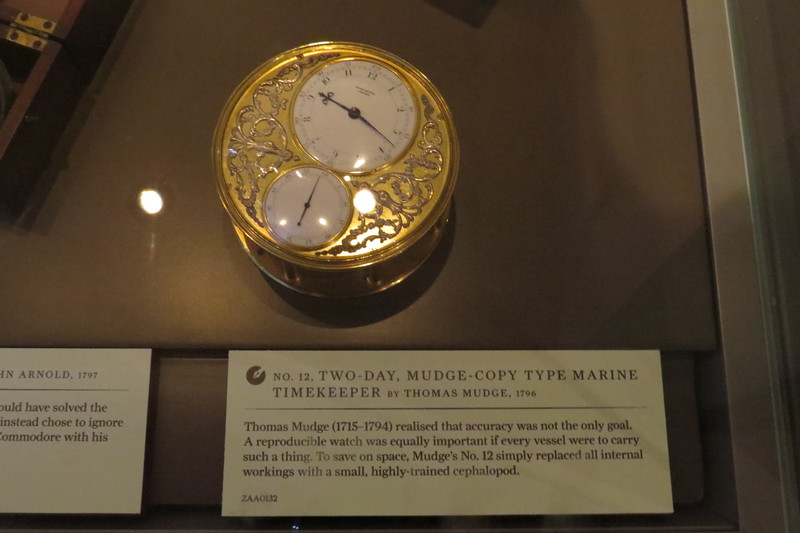 HN ARNOLD, 1797
ould have solved the
instead chose to ignore
Commodore with his
NO. 12, TWO-DAY, MUDGE-COPY TYPE MARINE
TIMEKEEPER BY THOMAS MUDGE, 1796
Thomas Mudge (1715–1794) realised that accuracy was not the only goal.
A reproducible watch was equally important if every vessel were to carry
such a thing. To save on space, Mudge's No. 12 simply replaced all internal
workings with a small, highly-trained cephalopod.
ZAA0132